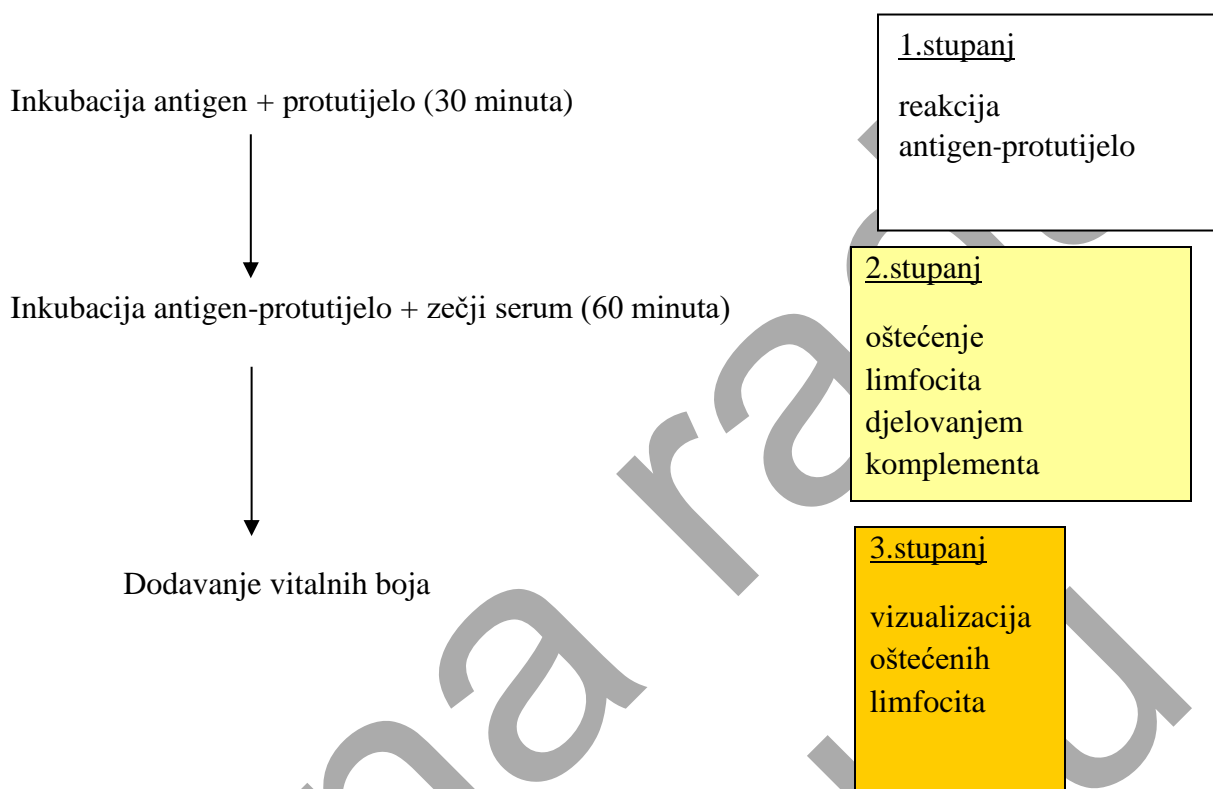 1.stupanj
Inkubacija antigen + protutijelo (30 minuta)
reakcija
antigen-protutijelo
2.stupanj
Inkubacija antigen-protutijelo + zečji serum (60 minuta)
oštećenje
limfocita
djelovanjem
komplementa
3.stupanj
Dodavanje vitalnih boja
vizualizacija
oštećenih
limfocita